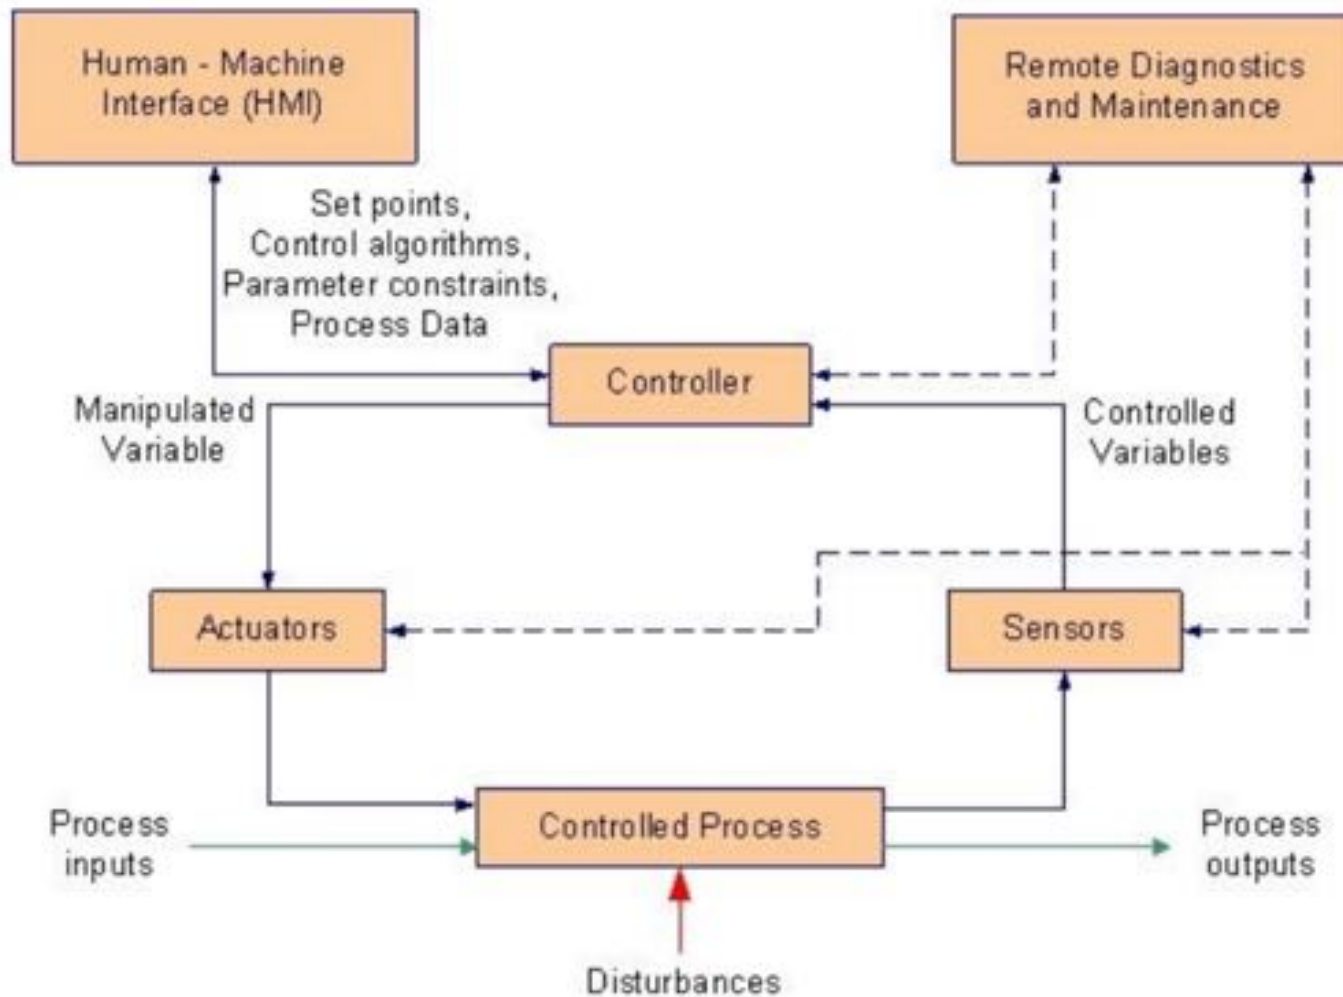 Human - Machine
Interface (HMI)
Remote Diagnostics
and Maintenance
Set points,
Control algorithms,
Parameter constraints,
Process Data
Controller
Manipulated
Variable
Controlled
Variables
Actuators
Sensors
Process
inputs
Controlled Process
Process
outputs
Disturbances